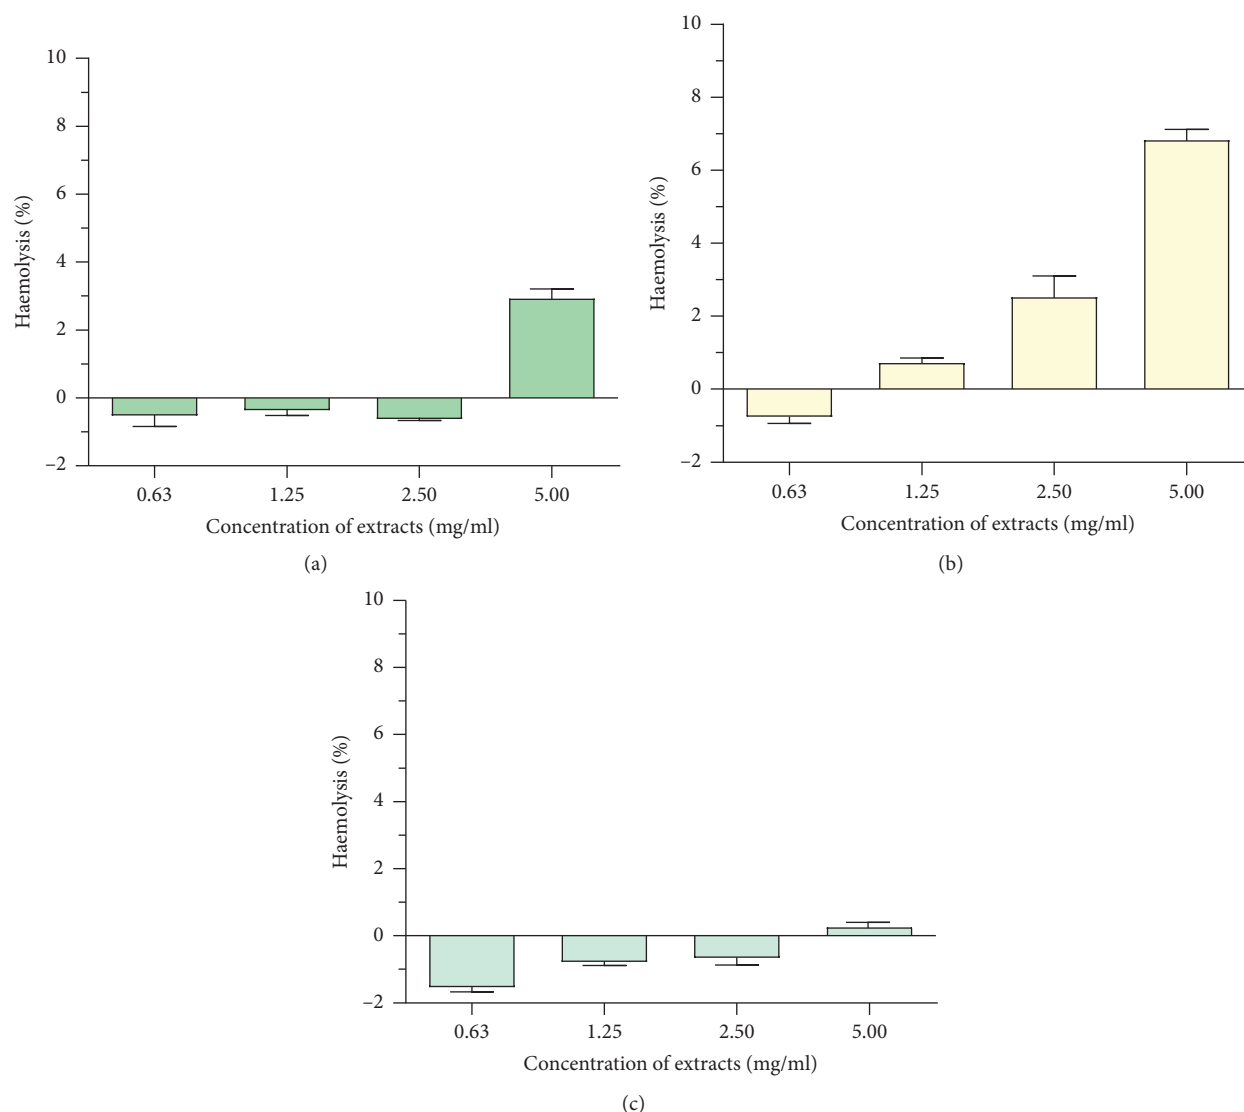 10
8
6
4
2
0
–2
Haemolysis (%)
0.63 1.25 2.50 5.00
Concentration of extracts (mg/ml)
(a)
10
8
6
4
2
0
–2
Haemolysis (%)
0.63 1.25 2.50 5.00
Concentration of extracts (mg/ml)
(b)
10
8
6
4
2
0
–2
Haemolysis (%)
0.63 1.25 2.50 5.00
Concentration of extracts (mg/ml)
(c)